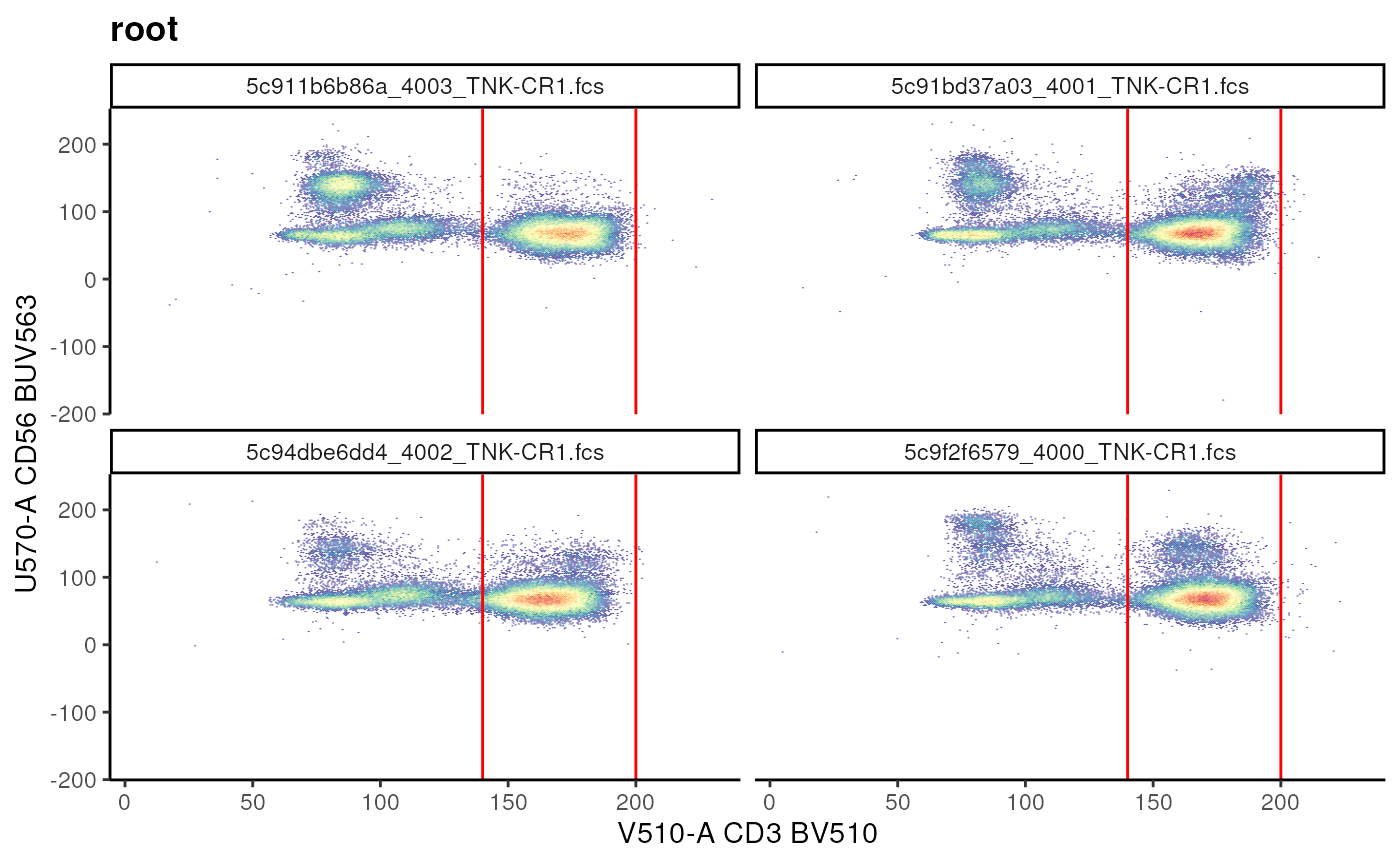 root
5c911b6b86a_4003_TNK-CR1.fcs
5c91bd37a03_4001_TNK-CR1.fcs
200
100
0
-100
-200
5c94dbe6dd4_4002_TNK-CR1.fcs
5c9f2f6579_4000_TNK-CR1.fcs
200
100
0
-100
-200
0 50 100 150 200
0 50 100 150 200
V510-A CD3 BV510
U570-A CD56 BUV563